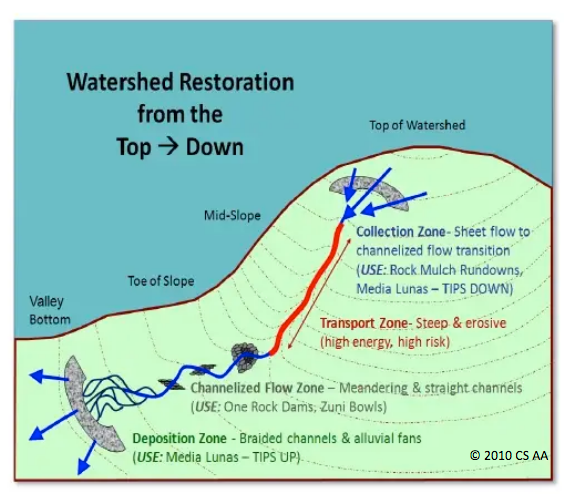 Watershed Restoration
from the
Top → Down
Top of Watershed
Mid-Slope
Collection Zone- Sheet flow to
channelized flow transition
(USE: Rock Mulch Rundowns,
Media Lunas – TIPS DOWN)
Toe of Slope
Valley
Bottom
Transport Zone- Steep & erosive
(high energy, high risk)
Channelized Flow Zone – Meandering & straight channels
(USE: One Rock Dams, Zuni Bowls)
Deposition Zone - Braided channels & alluvial fans
(USE: Media Lunas – TIPS UP)
© 2010 CS AA